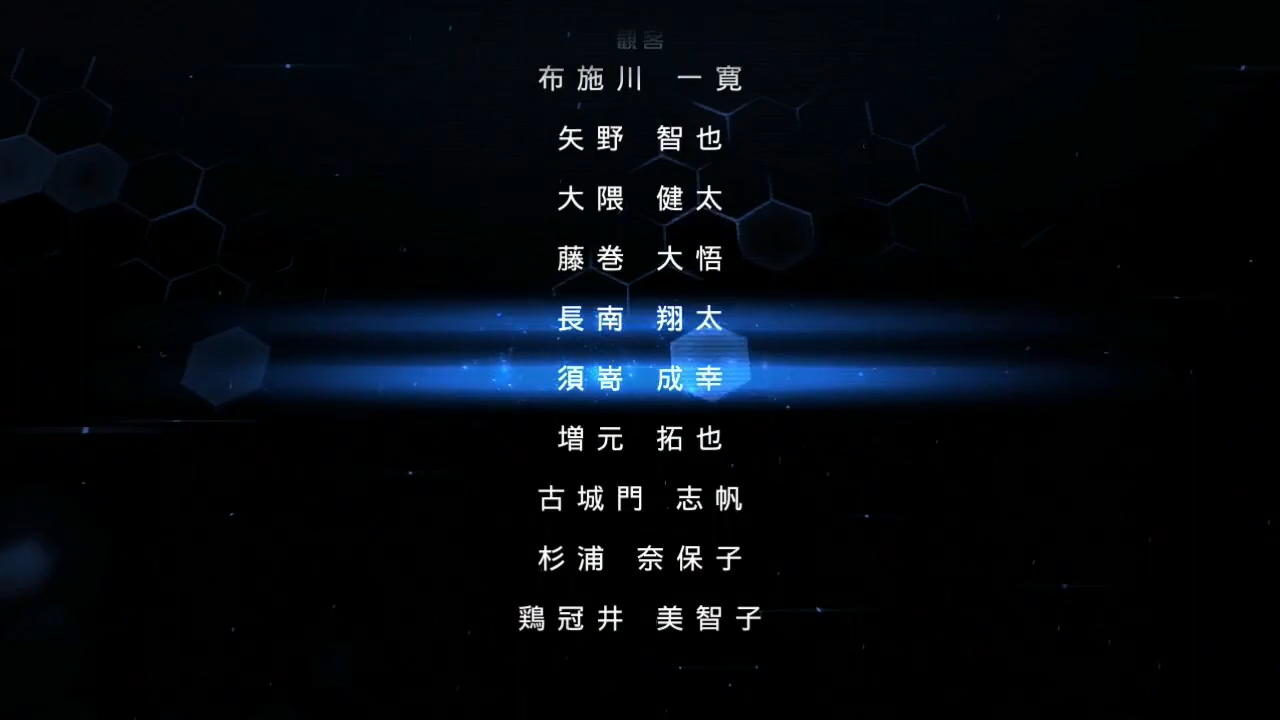 観客
布施川 一寛
矢野 智也
大隈 健太
藤巻 大悟
長南 翔太
須嵜 成幸
増元 拓也
古城門 志帆
杉浦 奈保子
鶏冠井 美智子